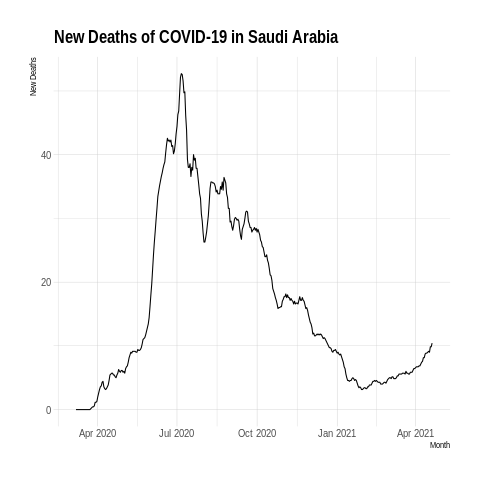 New Deaths of COVID-19 in Saudi Arabia
New Deaths
40
20
0
Apr 2020 Jul 2020 Oct 2020 Jan 2021 Apr 2021
Month